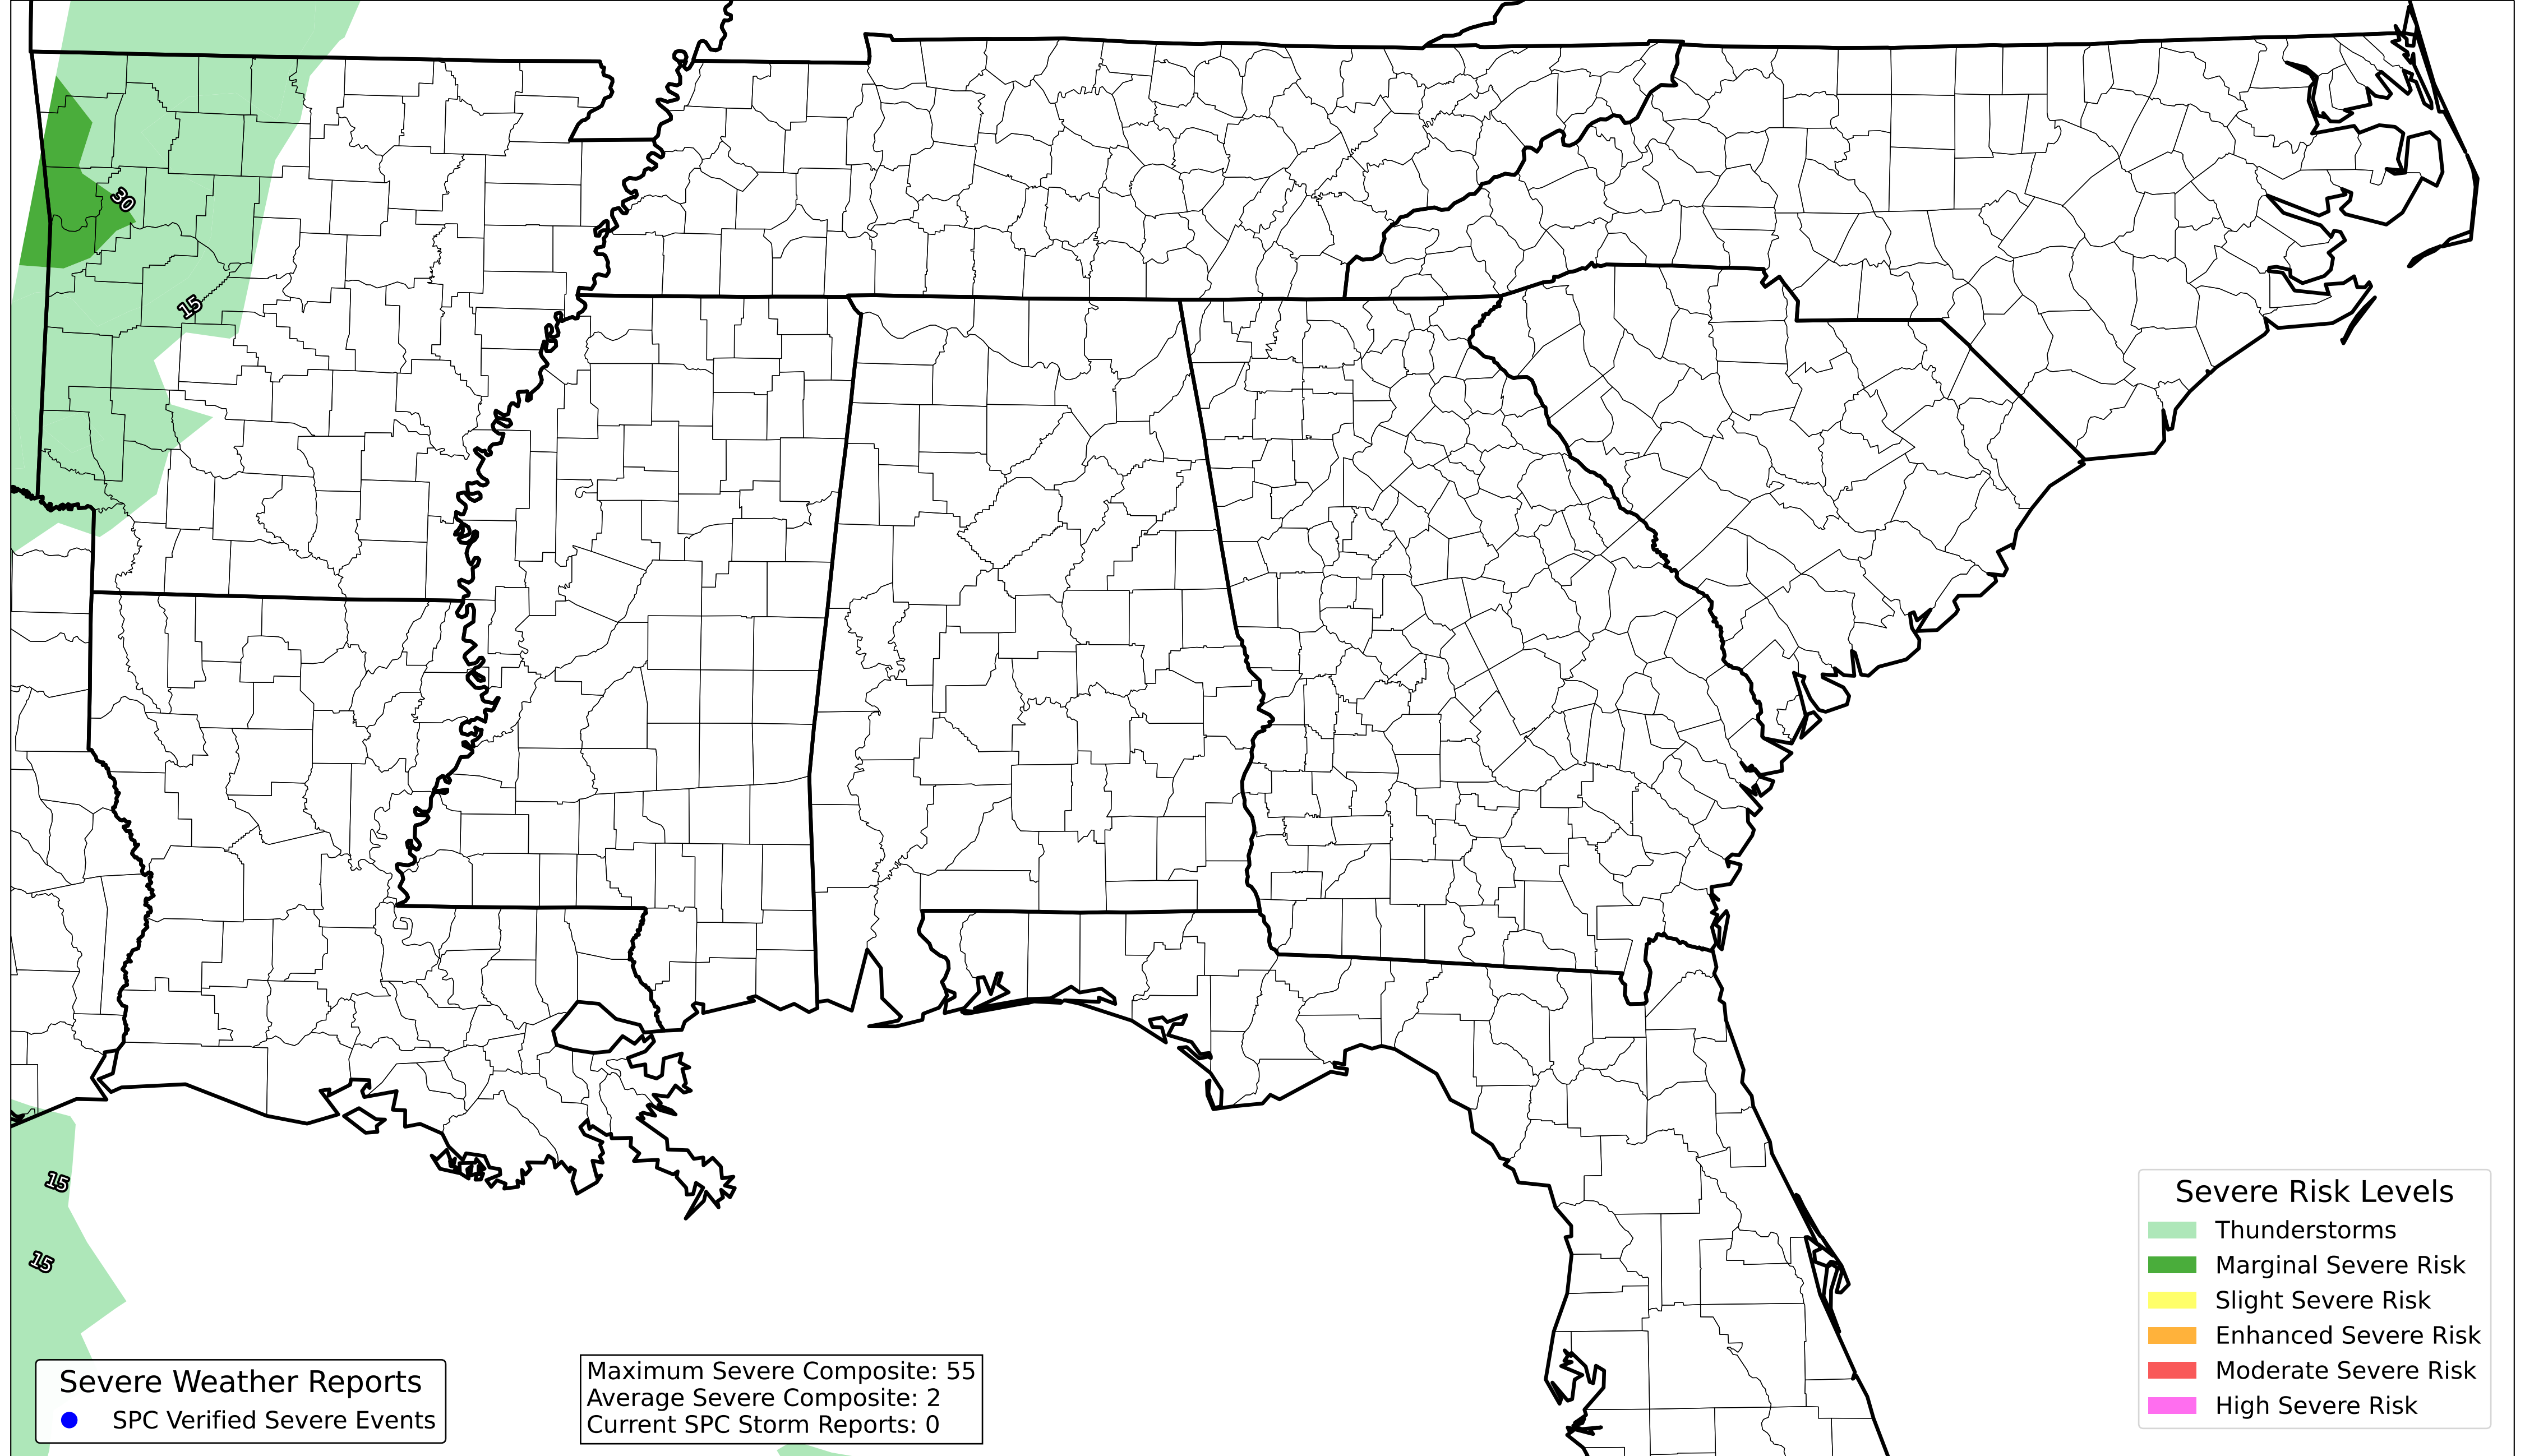 30
15
15
15
Severe Weather Reports
SPC Verified Severe Events
Maximum Severe Composite: 55
Average Severe Composite: 2
Current SPC Storm Reports: 0
Severe Risk Levels
Thunderstorms
Marginal Severe Risk
Slight Severe Risk
Enhanced Severe Risk
Moderate Severe Risk
High Severe Risk